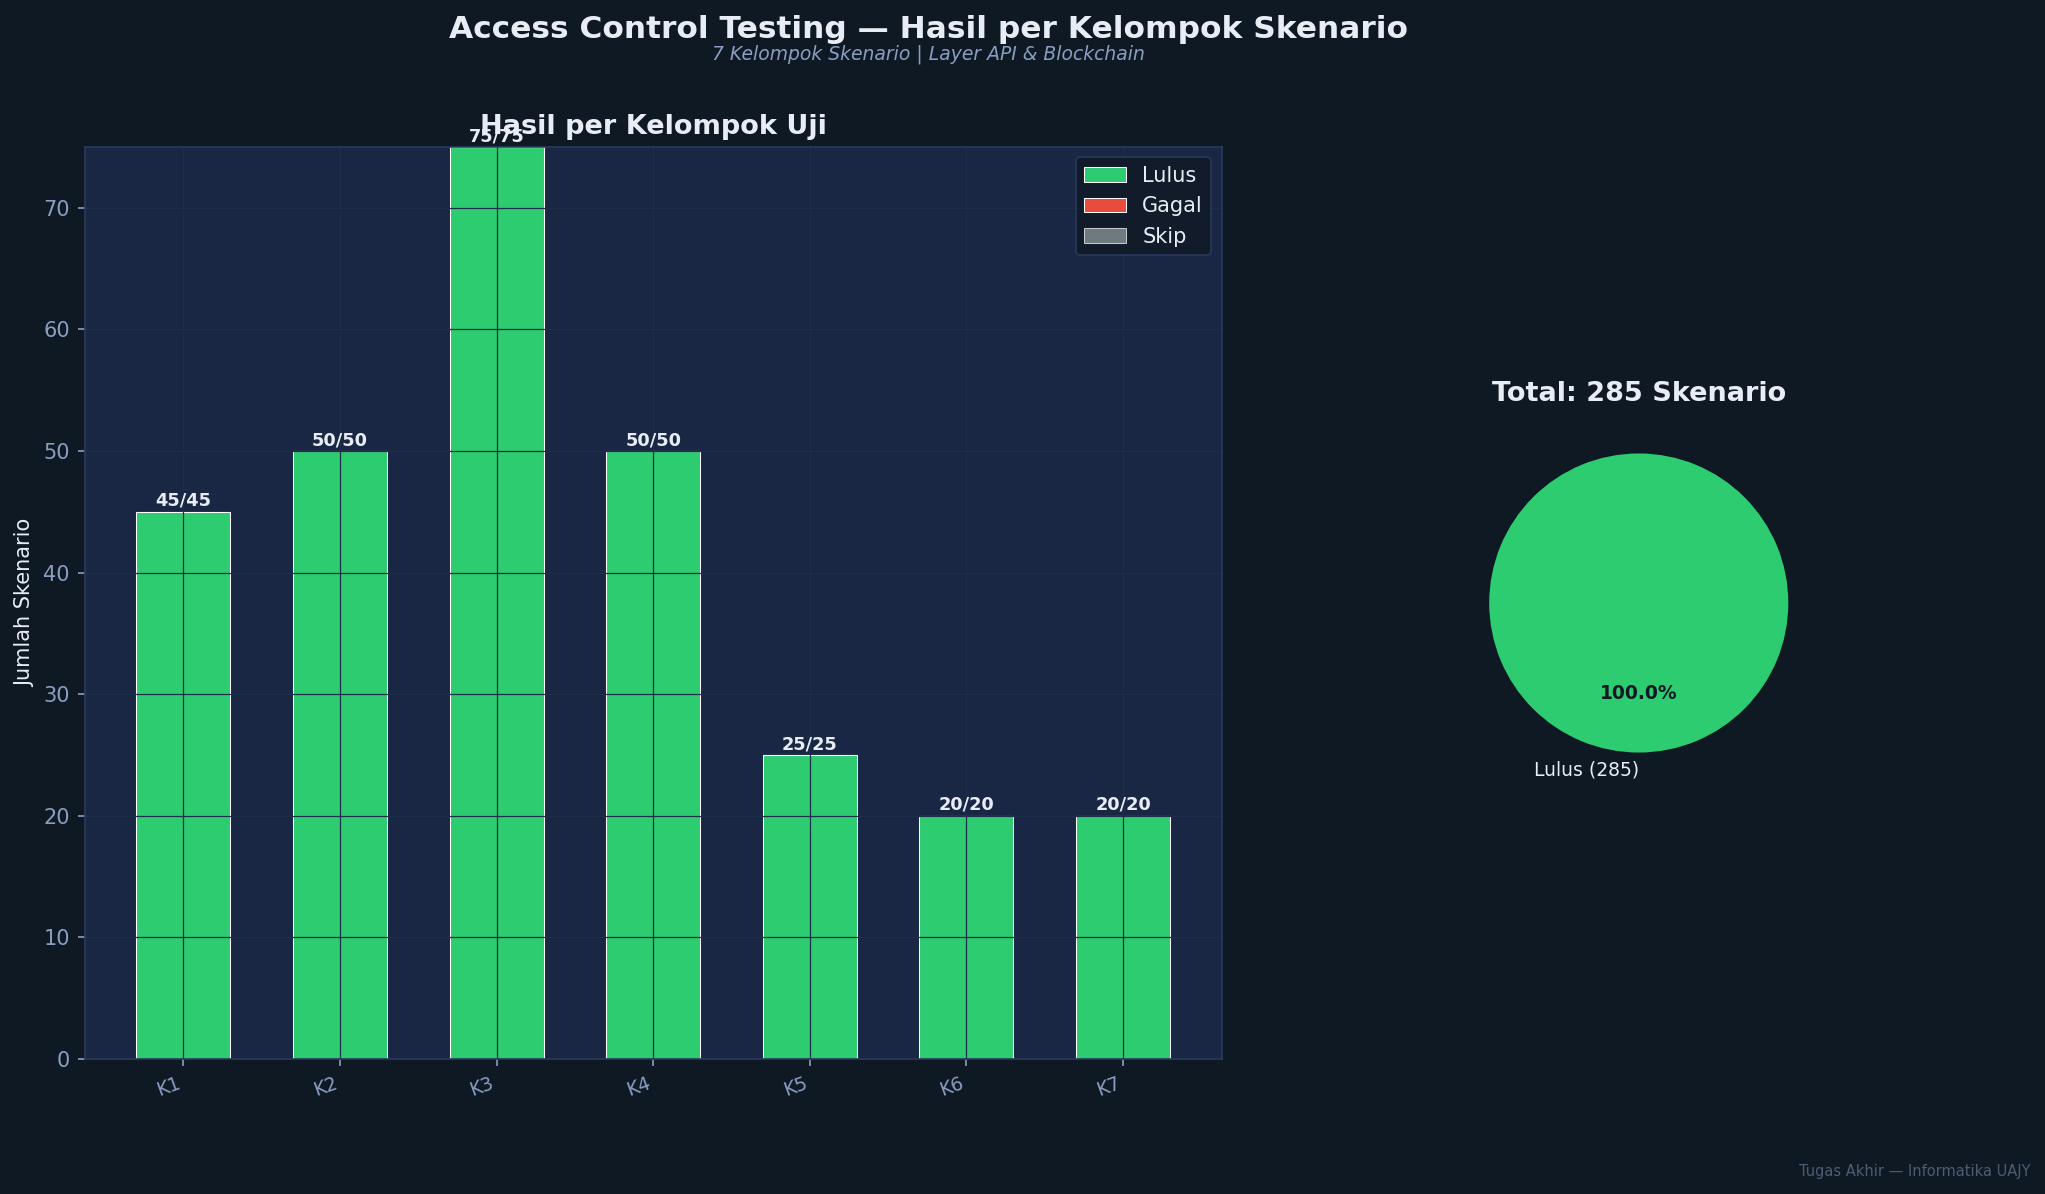 Access Control Testing — Hasil per Kelompok Skenario
7 Kelompok Skenario | Layer API & Blockchain
Hasil per Kelompok Uji
75/75
Lulus
Gagal
Skip
70
60
50
40
30
20
10
0
Jumlah Skenario
45/45
50/50
50/50
25/25
20/20
20/20
K1
K2
K3
K4
K5
K6
K7
Total: 285 Skenario
100.0%
Lulus (285)
Tugas Akhir — Informatika UAJY